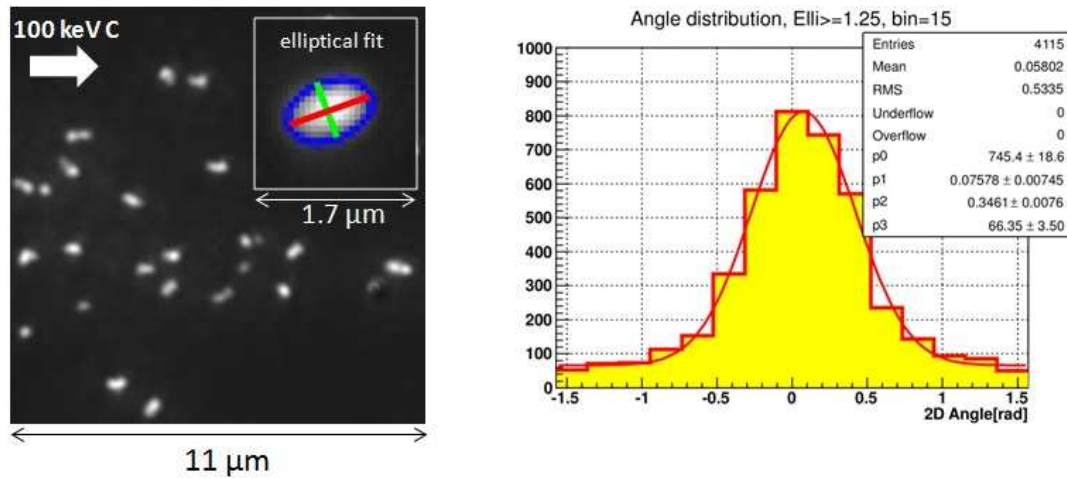 100 keV C
elliptical fit
1.7 µm
11 µm
Angle distribution, Elli>=1.25, bin=15
Entries 4115
Mean 0.05802
RMS 0.5335
Underflow 0
Overflow 0
p0 745.4 ± 18.6
p1 0.07578 ± 0.00745
p2 0.3461 ± 0.0076
p3 66.35 ± 3.50
1000
900
800
700
600
500
400
300
200
100
0
-1.5 -1 -0.5 0 0.5 1 1.5
2D Angle[rad]